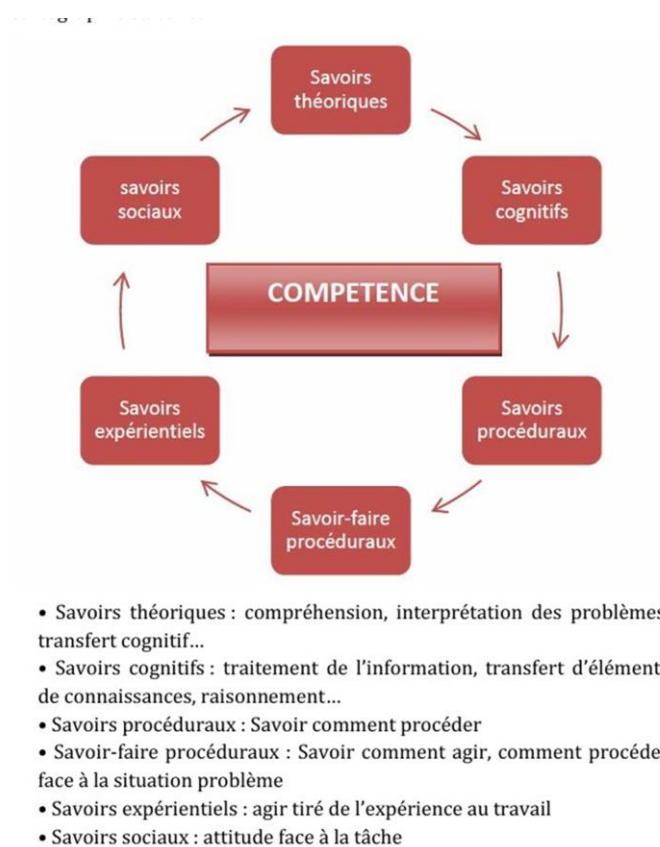 Savoirs
théoriques
savoirs
sociaux
Savoirs
cognitifs
COMPETENCE
Savoirs
expérientiels
Savoirs
procéduraux
Savoir-faire
procéduraux
• Savoirs théoriques : compréhension, interprétation des problèmes
transfert cognitif…
• Savoirs cognitifs : traitement de l’information, transfert d’élément
de connaissances, raisonnement…
• Savoirs procéduraux : Savoir comment procéder
• Savoir-faire procéduraux : Savoir comment agir, comment procéde
face à la situation problème
• Savoirs expérientiels : agir tiré de l’expérience au travail
• Savoirs sociaux : attitude face à la tâche